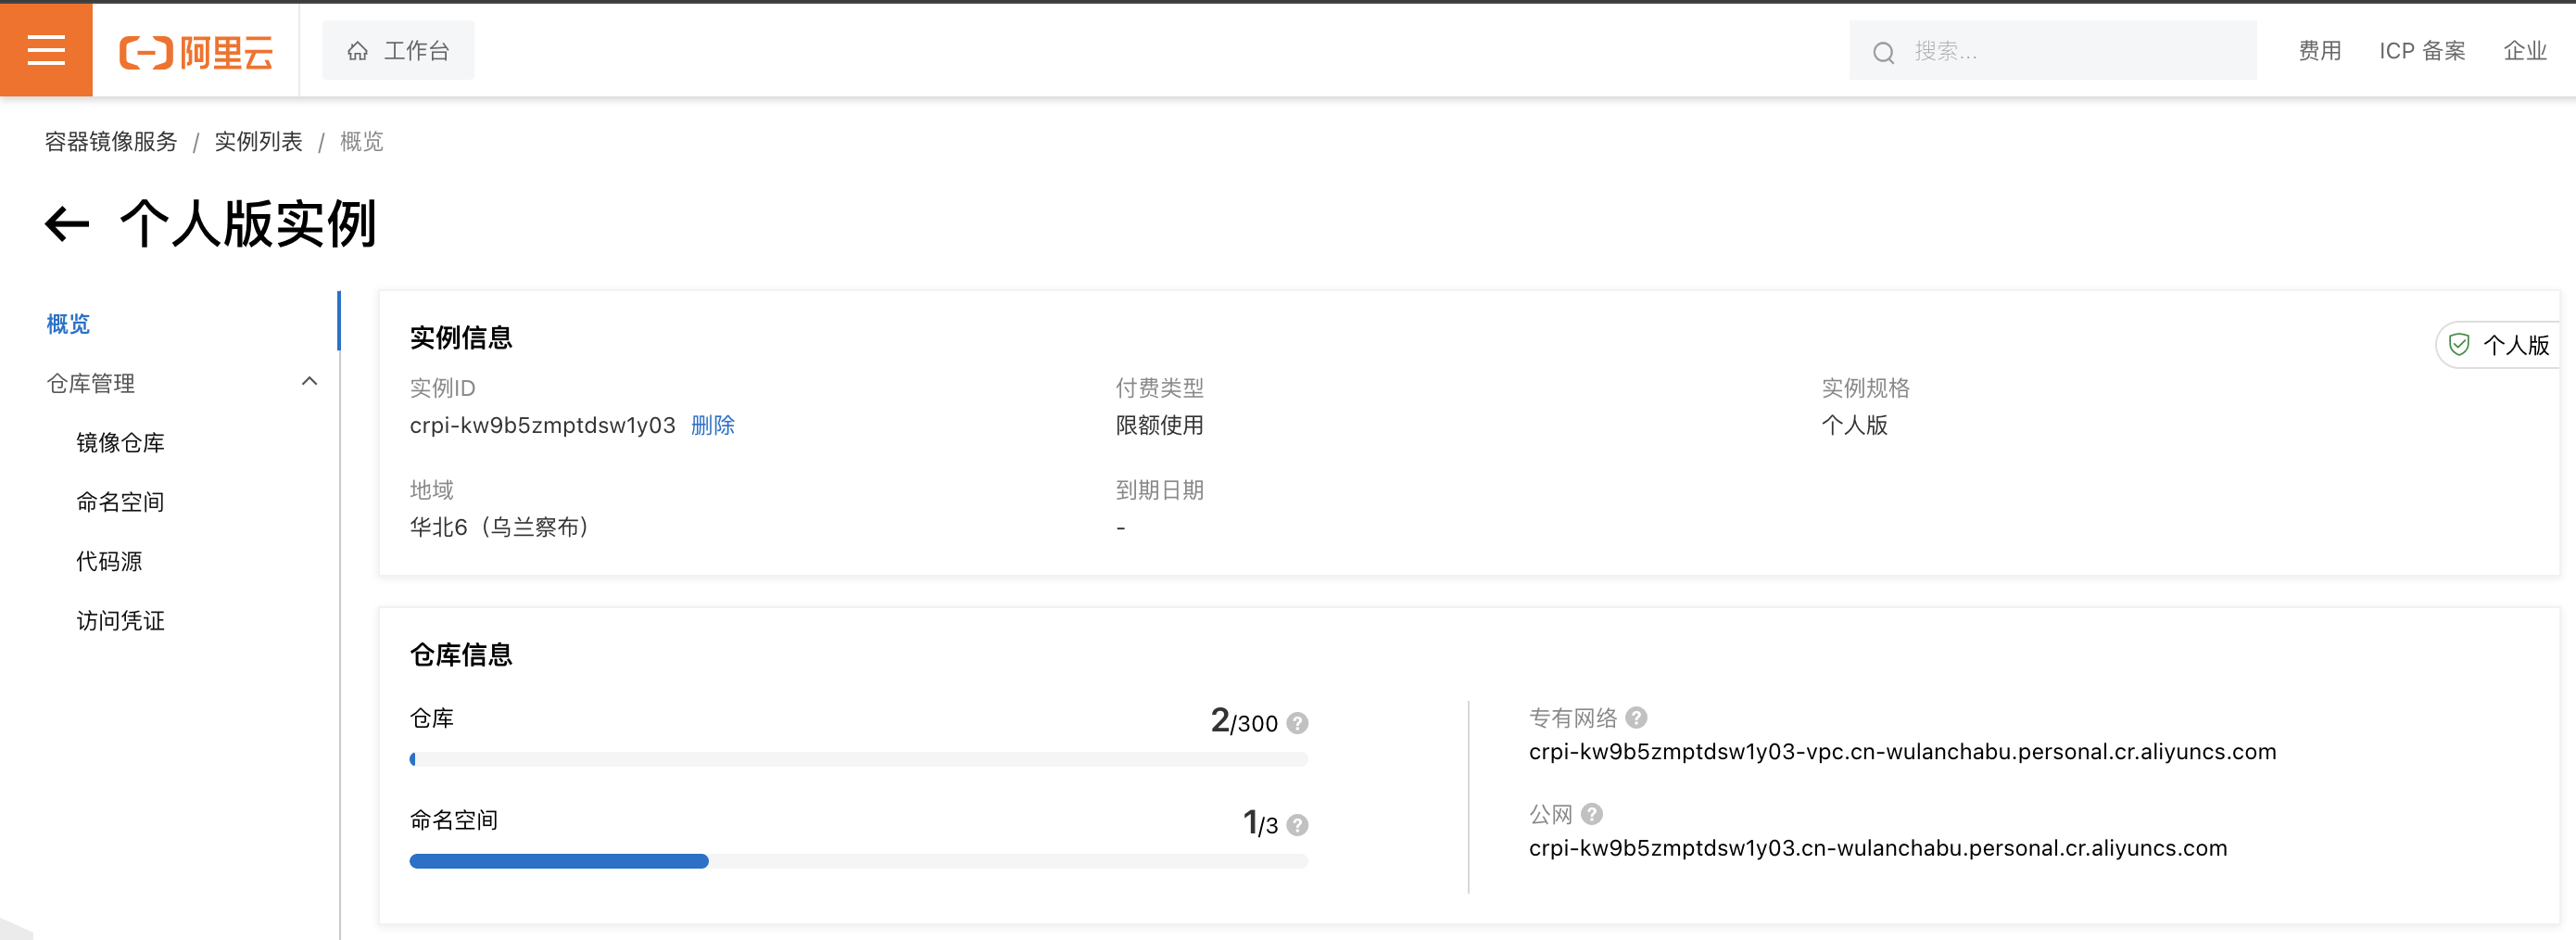 阿里云
工作台
搜索...
费用
ICP 备案
企业
容器镜像服务 / 实例列表 / 概览
个人版实例
概览
仓库管理
镜像仓库
命名空间
代码源
访问凭证
实例信息
个人版
实例ID
crpi-kw9b5zmptdsw1y03 删除
付费类型
限额使用
实例规格
个人版
地域
华北6（乌兰察布）
到期日期
-
仓库信息
仓库
2/300
命名空间
1/3
专有网络
crpi-kw9b5zmptdsw1y03-vpc.cn-wulanchabu.personal.cr.aliyuncs.com
公网
crpi-kw9b5zmptdsw1y03.cn-wulanchabu.personal.cr.aliyuncs.com